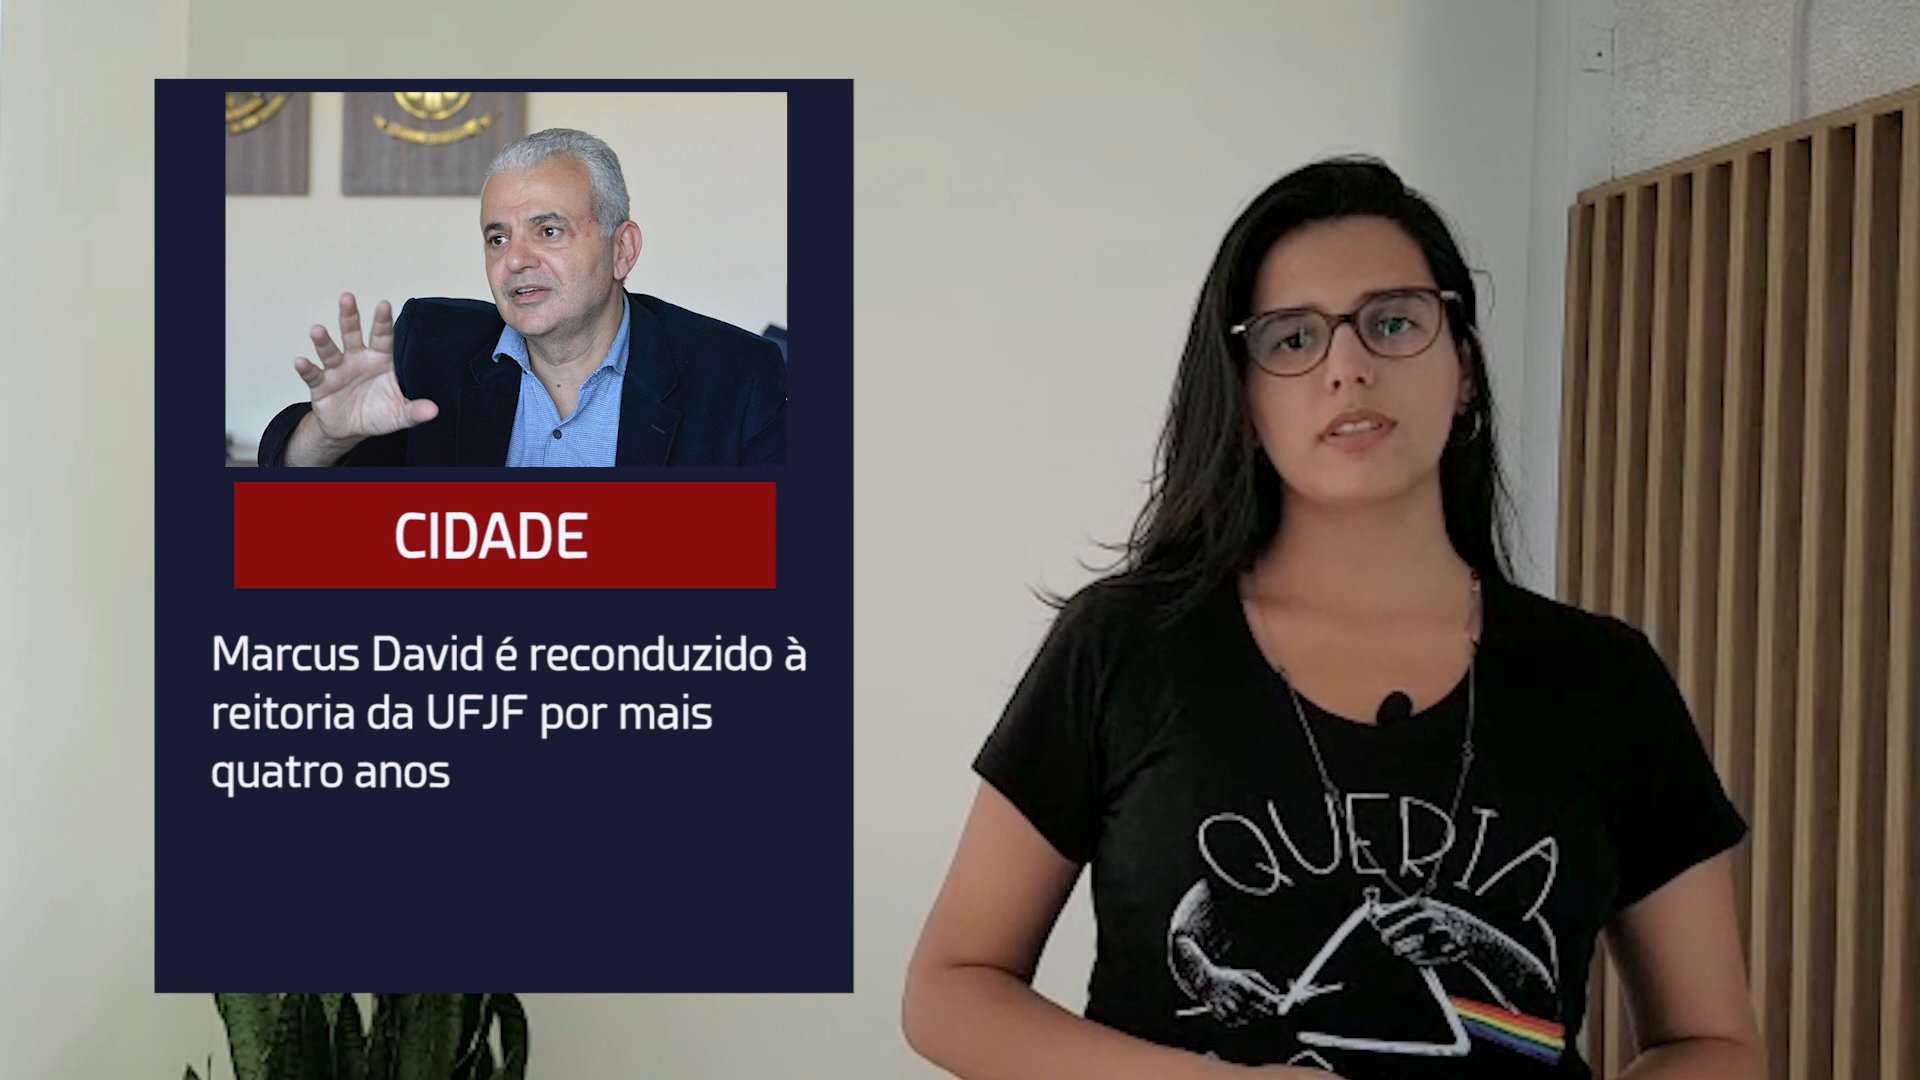 CIDADE
Marcus David é reconduzido à
reitoria da UFJF por mais
quatro anos
QUERIA